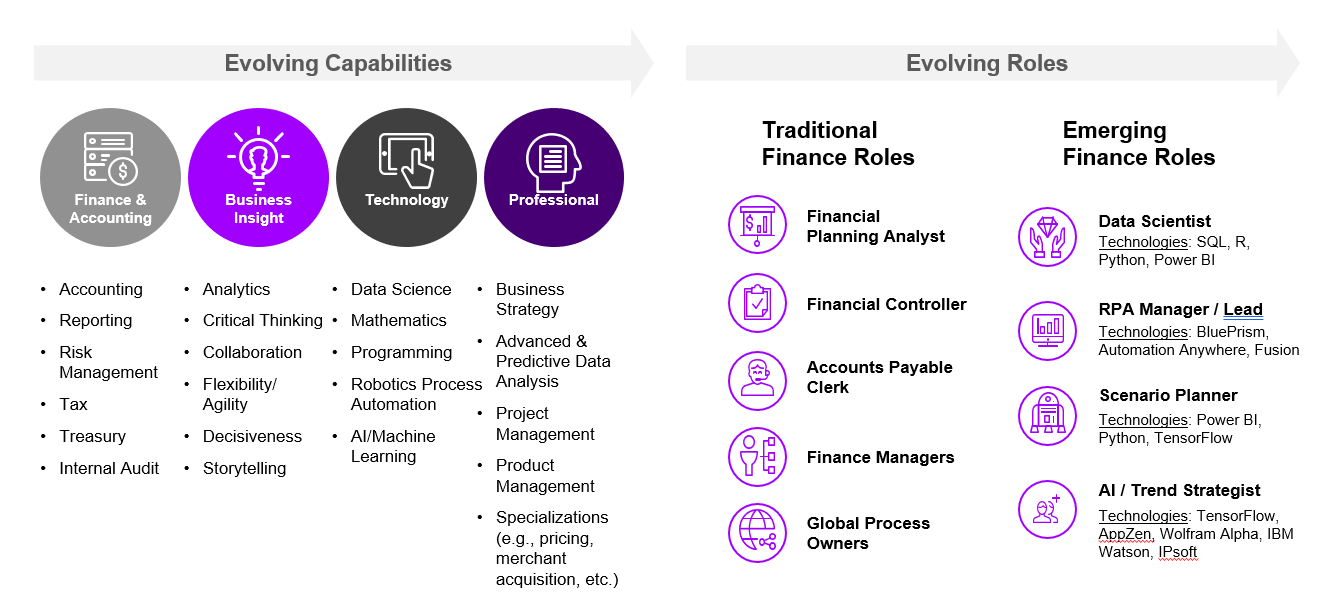 Evolving Capabilities
Finance &
Accounting
Business
Insight
Technology
Professional
• Accounting
• Reporting
• Risk
Management
• Tax
• Treasury
• Internal Audit
• Analytics
• Critical Thinking
• Collaboration
• Flexibility/
Agility
• Decisiveness
• Storytelling
• Data Science
• Mathematics
• Programming
• Robotics Process
Automation
• AI/Machine
Learning
• Business
Strategy
• Advanced &
Predictive Data
Analysis
• Project
Management
• Product
Management
• Specializations
(e.g., pricing,
merchant
acquisition, etc.)
Evolving Roles
Traditional
Finance Roles
$
Financial
Planning Analyst
Financial Controller
Accounts Payable
Clerk
Finance Managers
Global Process
Owners
Emerging
Finance Roles
Data Scientist
Technologies: SQL, R,
Python, Power BI
RPA Manager / Lead
Technologies: BluePrism,
Automation Anywhere, Fusion
Scenario Planner
Technologies: Power BI,
Python, TensorFlow
AI / Trend Strategist
Technologies: TensorFlow,
AppZen, Wolfram Alpha, IBM
Watson, IPsoft